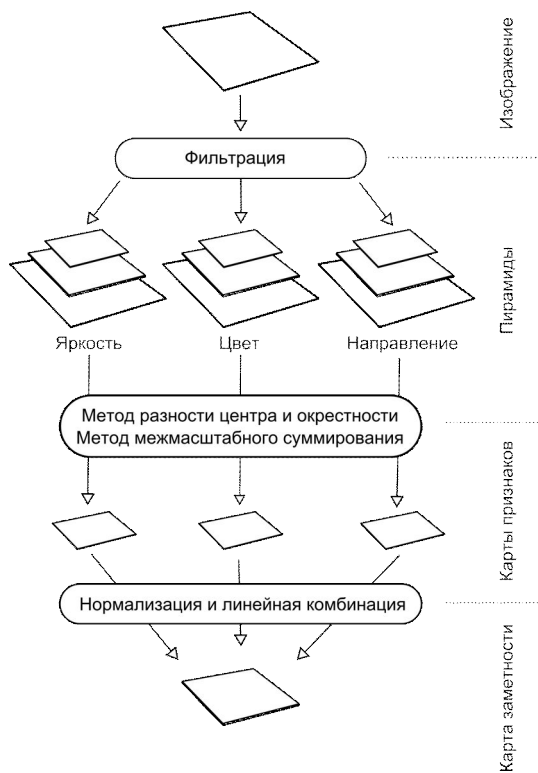 Изображение
Фильтрация
Пирамиды
Яркость
Цвет
Направление
Метод разности центра и окрестности
Метод межмасштабного суммирования
Карты признаков
Нормализация и линейная комбинация
Карта заметности